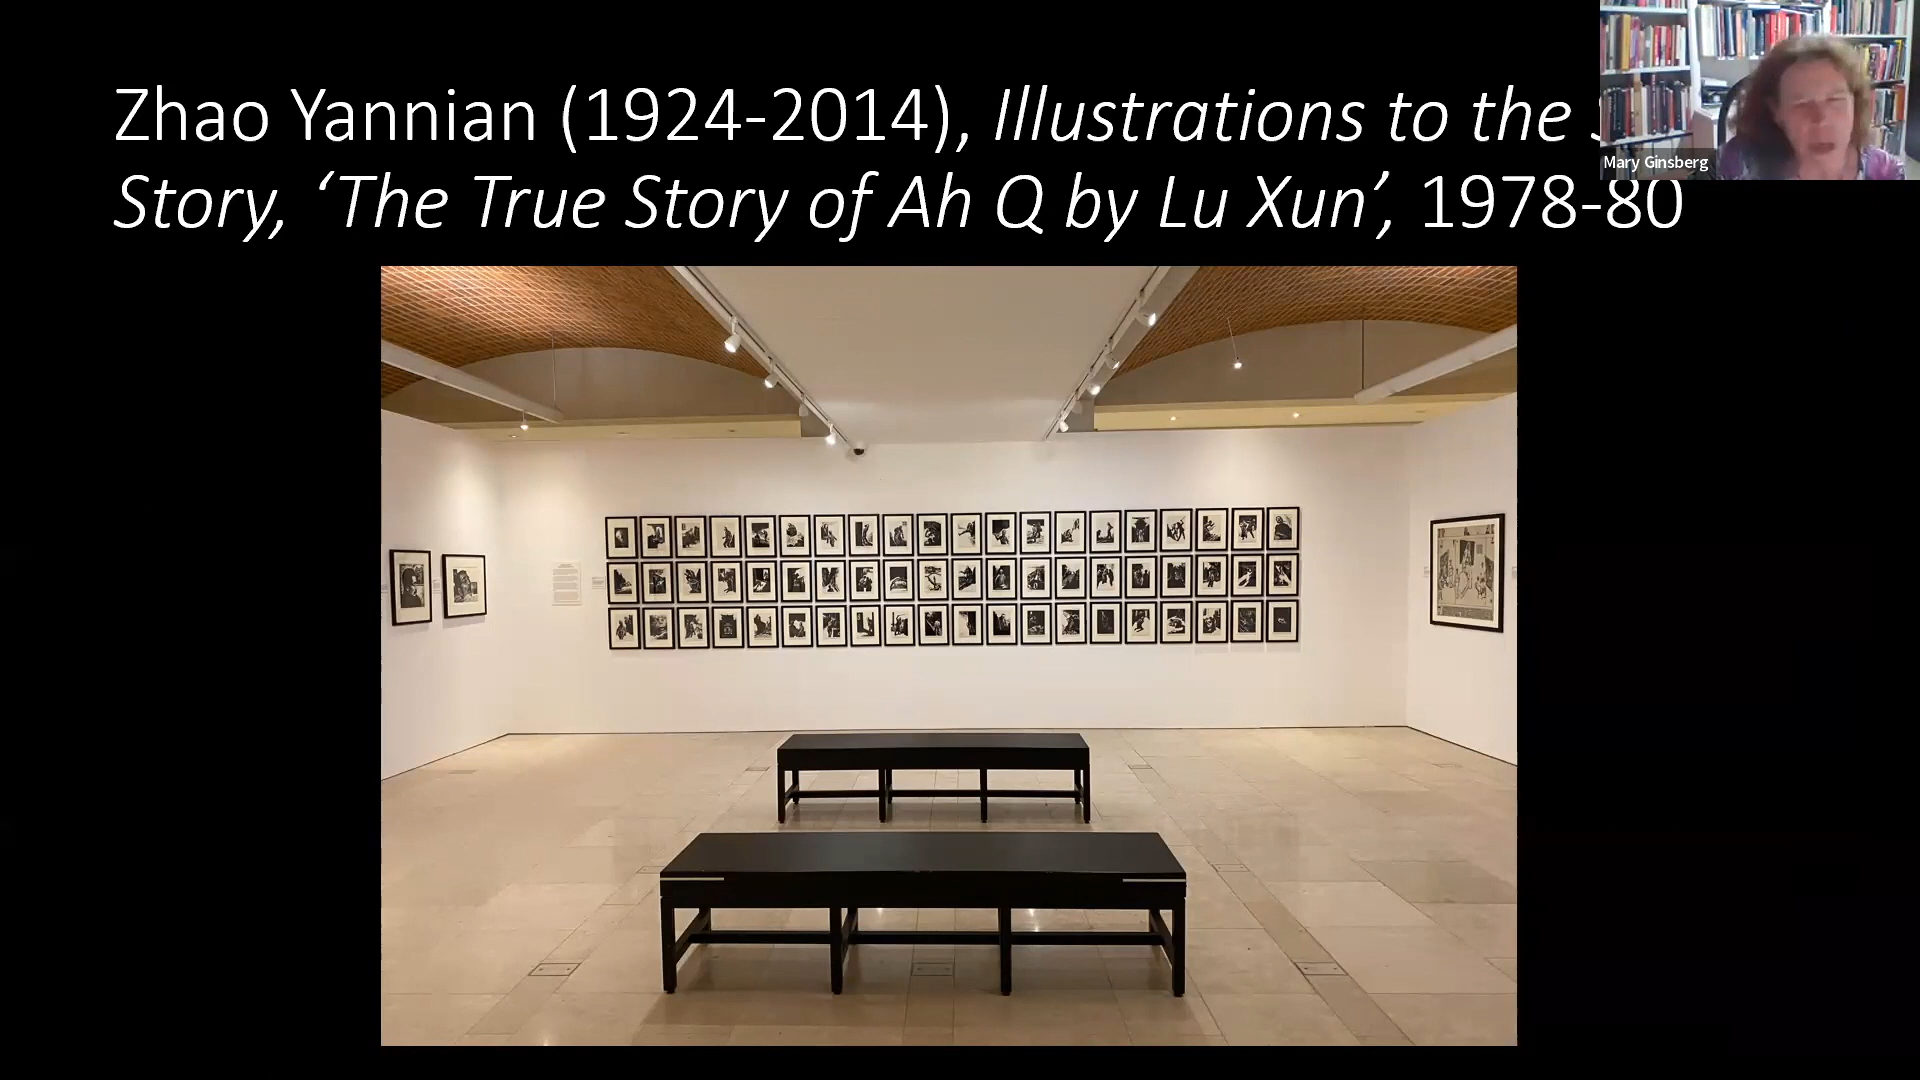 Zhao Yannian (1924-2014), Illustrations to the
Story, ‘The True Story of Ah Q by Lu Xun’, 1978-80
Mary Ginsberg